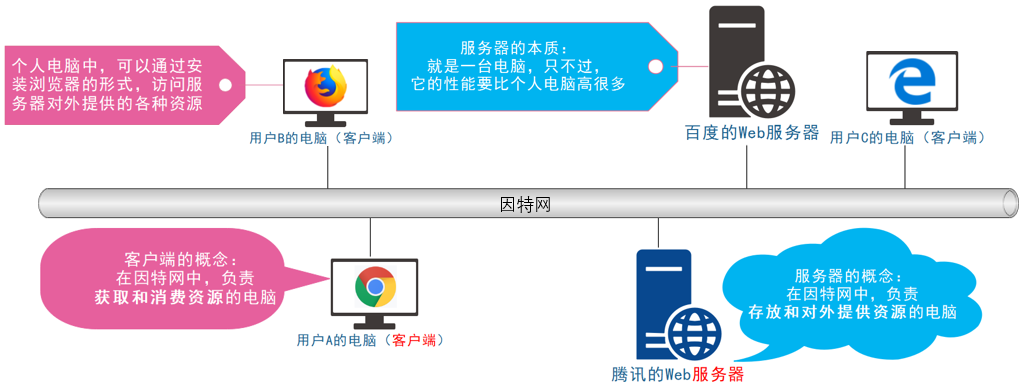 个人电脑中，可以通过安
装浏览器的形式，访问服
务器对外提供的各种资源
用户B的电脑（客户端）
服务器的本质：
就是一台电脑，只不过，
它的性能要比个人电脑高很多
百度的Web服务器
用户C的电脑（客户端）
因特网
客户端的概念：
在因特网中，负责
获取和消费资源的电脑
用户A的电脑（客户端）
服务器的概念：
在因特网中，负责
存放和对外提供资源的电脑
腾讯的Web服务器